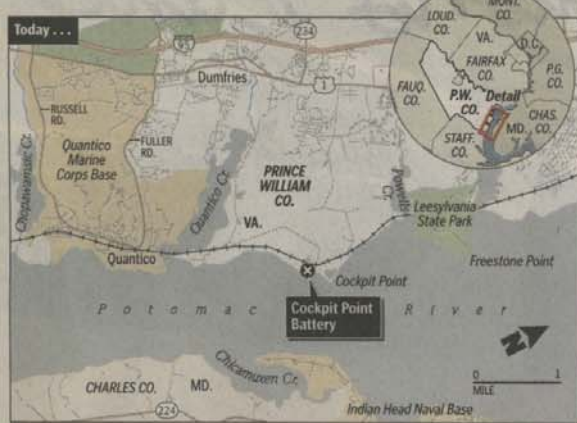 Today . . .
MONT.
CO.
LOUD.
CO.
VA.
D.C.
FAIRFAX
CO.
P.G.
CO.
FAUQ.
CO.
P.W.
CO.
Detail
CHAS.
CO.
MD.
STAFF.
CO.
95
234
1
Dumfries
RUSSELL
RD.
FULLER
RD.
Quantico
Marine
Corps Base
Chopawamsic Cr.
Quantico Cr.
PRINCE
WILLIAM
CO.
VA.
Powells
Cr.
Leesylvania
State Park
Quantico
Freestone Point
Cockpit Point
Cockpit Point
Battery
Potomac River
N
Chicamuxen Cr.
CHARLES CO.
MD.
224
0 1
MILE
Indian Head Naval Base